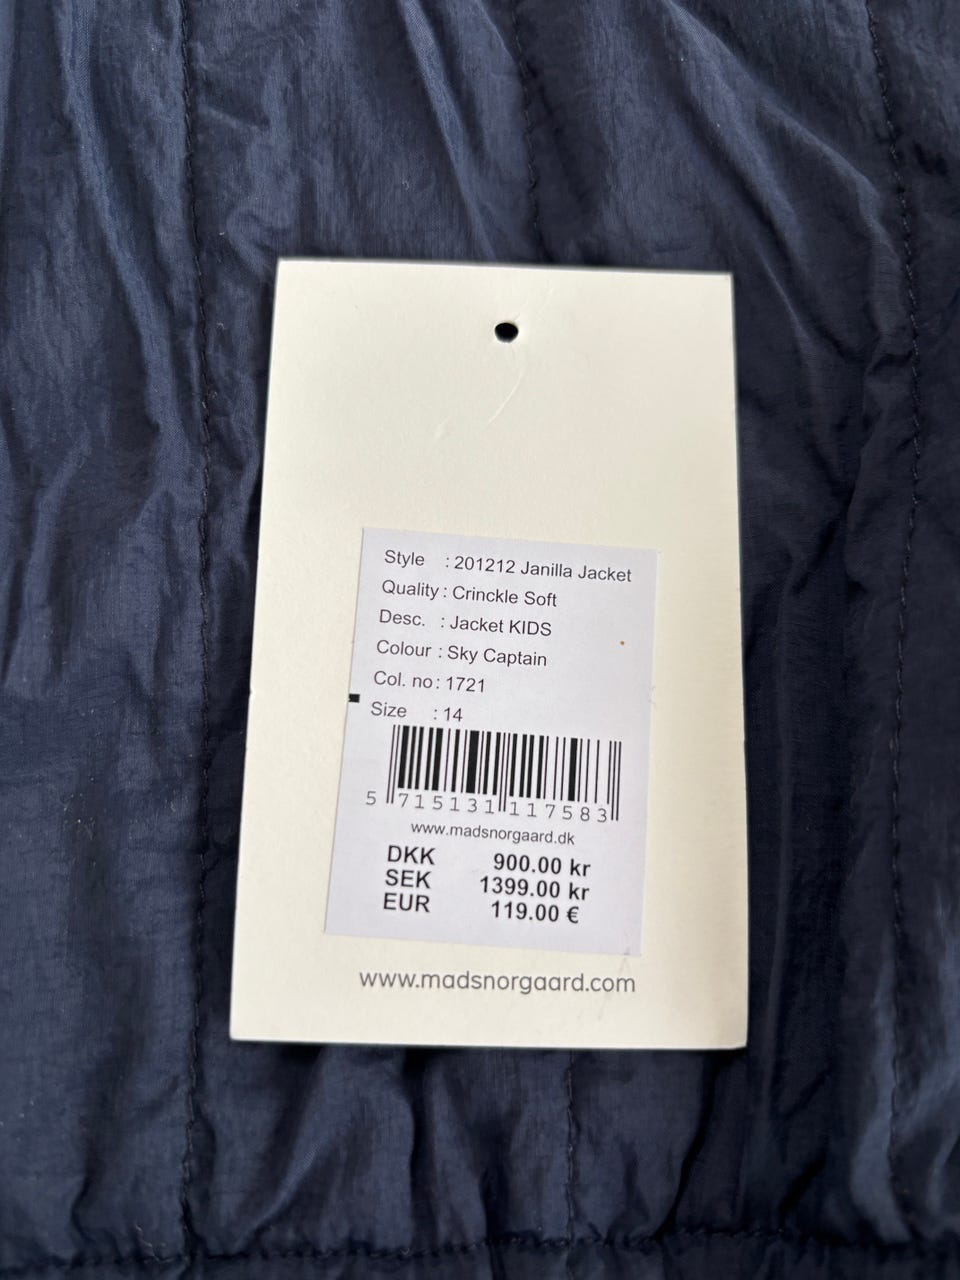 Style : 201212 Janilla Jacket
Quality : Crinckle Soft
Desc. : Jacket KIDS
Colour : Sky Captain
Col. no : 1721
Size : 14
5 715131 117583
www.madsnorgaard.dk
DKK 900.00 kr
SEK 1399.00 kr
EUR 119.00 €
www.madsnorgaard.com